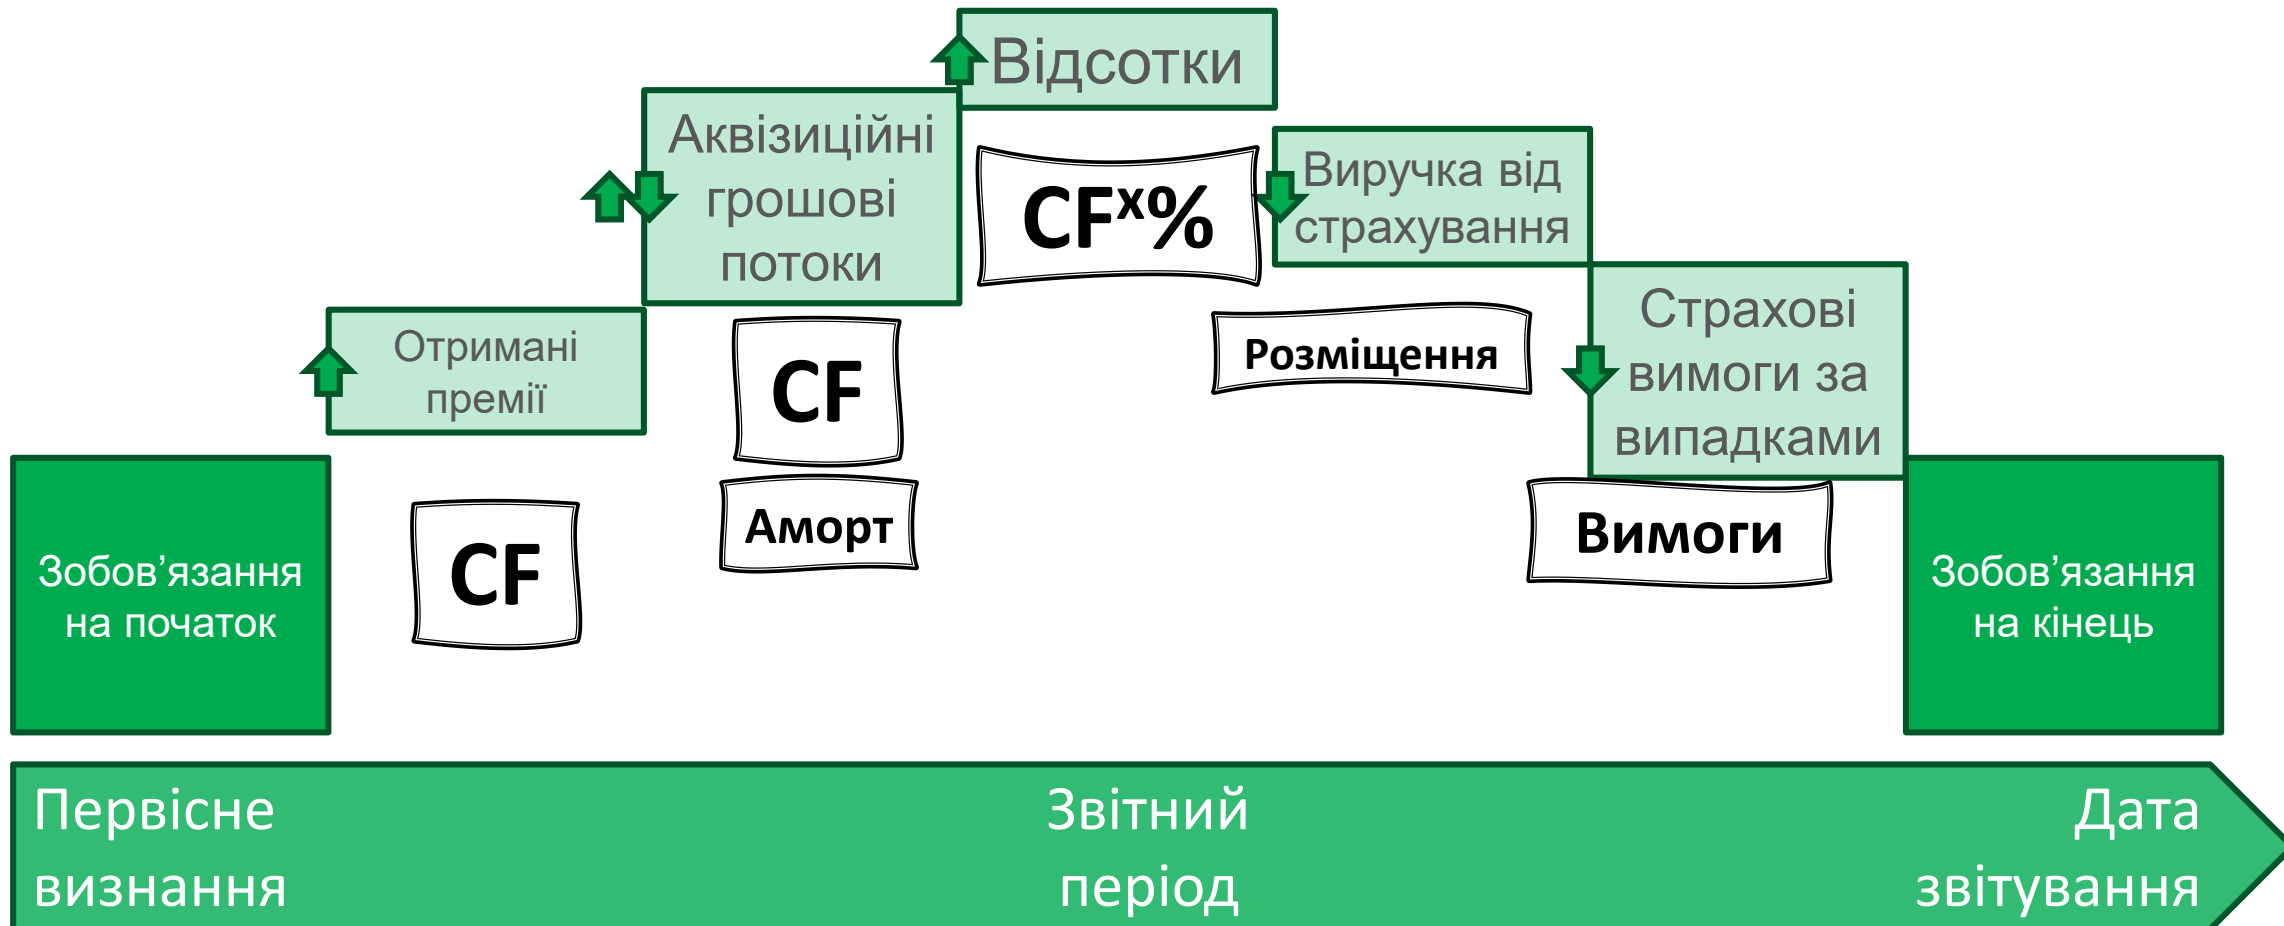 Відсотки
Аквізиційні
грошові
потоки
CFˣ%
Виручка від
страхування
Отримані
премії
CF
Розміщення
Страхові
вимоги за
випадками
Аморт
Вимоги
CF
Зобов’язання
на початок
Зобов’язання
на кінець
Первісне
визнання
Звітний
період
Дата
звітування